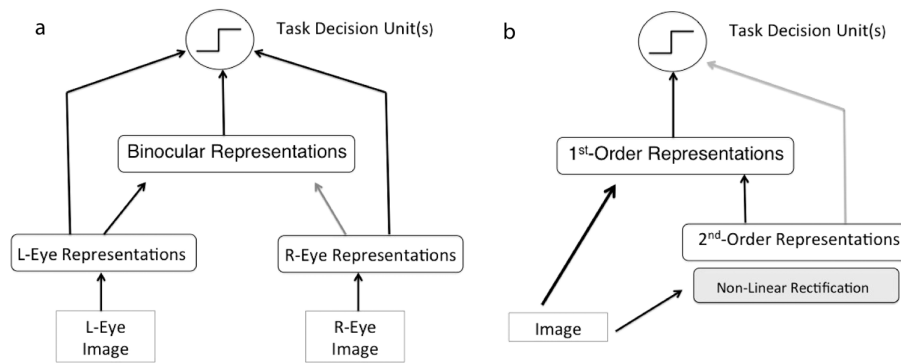 a
Task Decision Unit(s)
Binocular Representations
L-Eye Representations
R-Eye Representations
L-Eye
Image
R-Eye
Image
b
Task Decision Unit(s)
1st-Order Representations
2nd-Order Representations
Non-Linear Rectification
Image